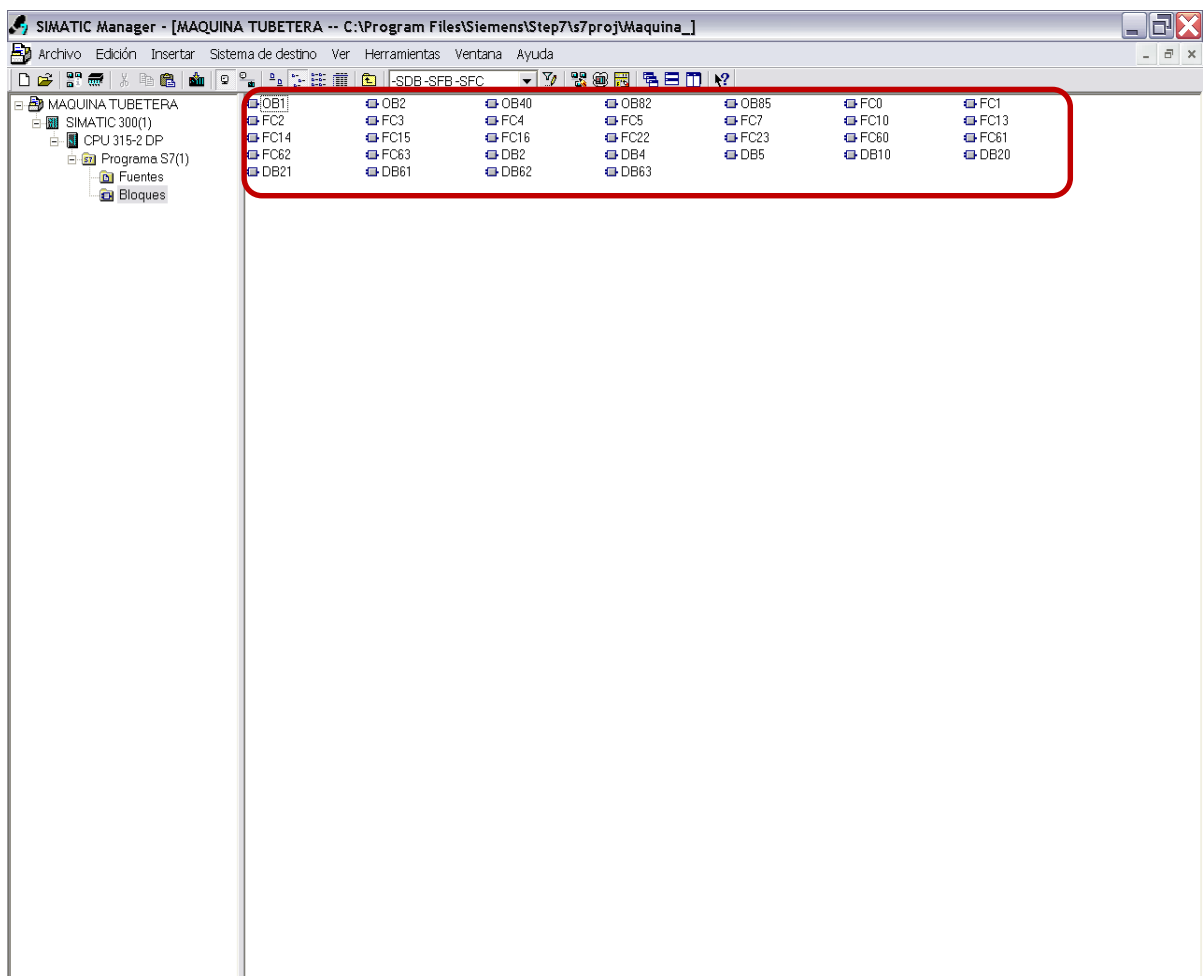 SIMATIC Manager - [MAQUINA TUBETERA -- C:\Program Files\Siemens\Step7\s7proj\Maquina_]
Archivo Edición Insertar Sistema de destino Ver Herramientas Ventana Ayuda
-SDB -SFB -SFC
MAQUINA TUBETERA
SIMATIC 300(1)
CPU 315-2 DP
Programa S7(1)
Fuentes
Bloques
OB1 OB2 OB40 OB82 OB85 FC0 FC1
FC2 FC3 FC4 FC5 FC7 FC10 FC13
FC14 FC15 FC16 FC22 FC23 FC60 FC61
FC62 FC63 DB2 DB4 DB5 DB10 DB20
DB21 DB61 DB62 DB63